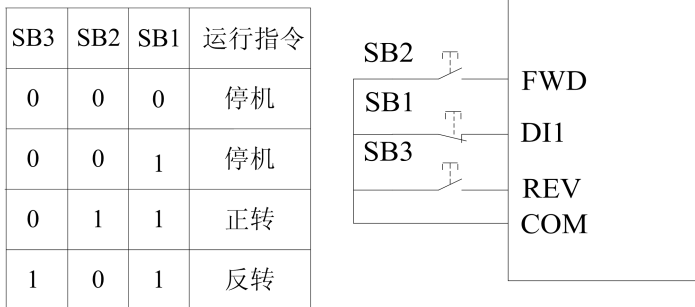 SB3 SB2 SB1 运行指令
0 0 0 停机
0 0 1 停机
0 1 1 正转
1 0 1 反转
SB2
FWD
SB1
DI1
SB3
REV
COM